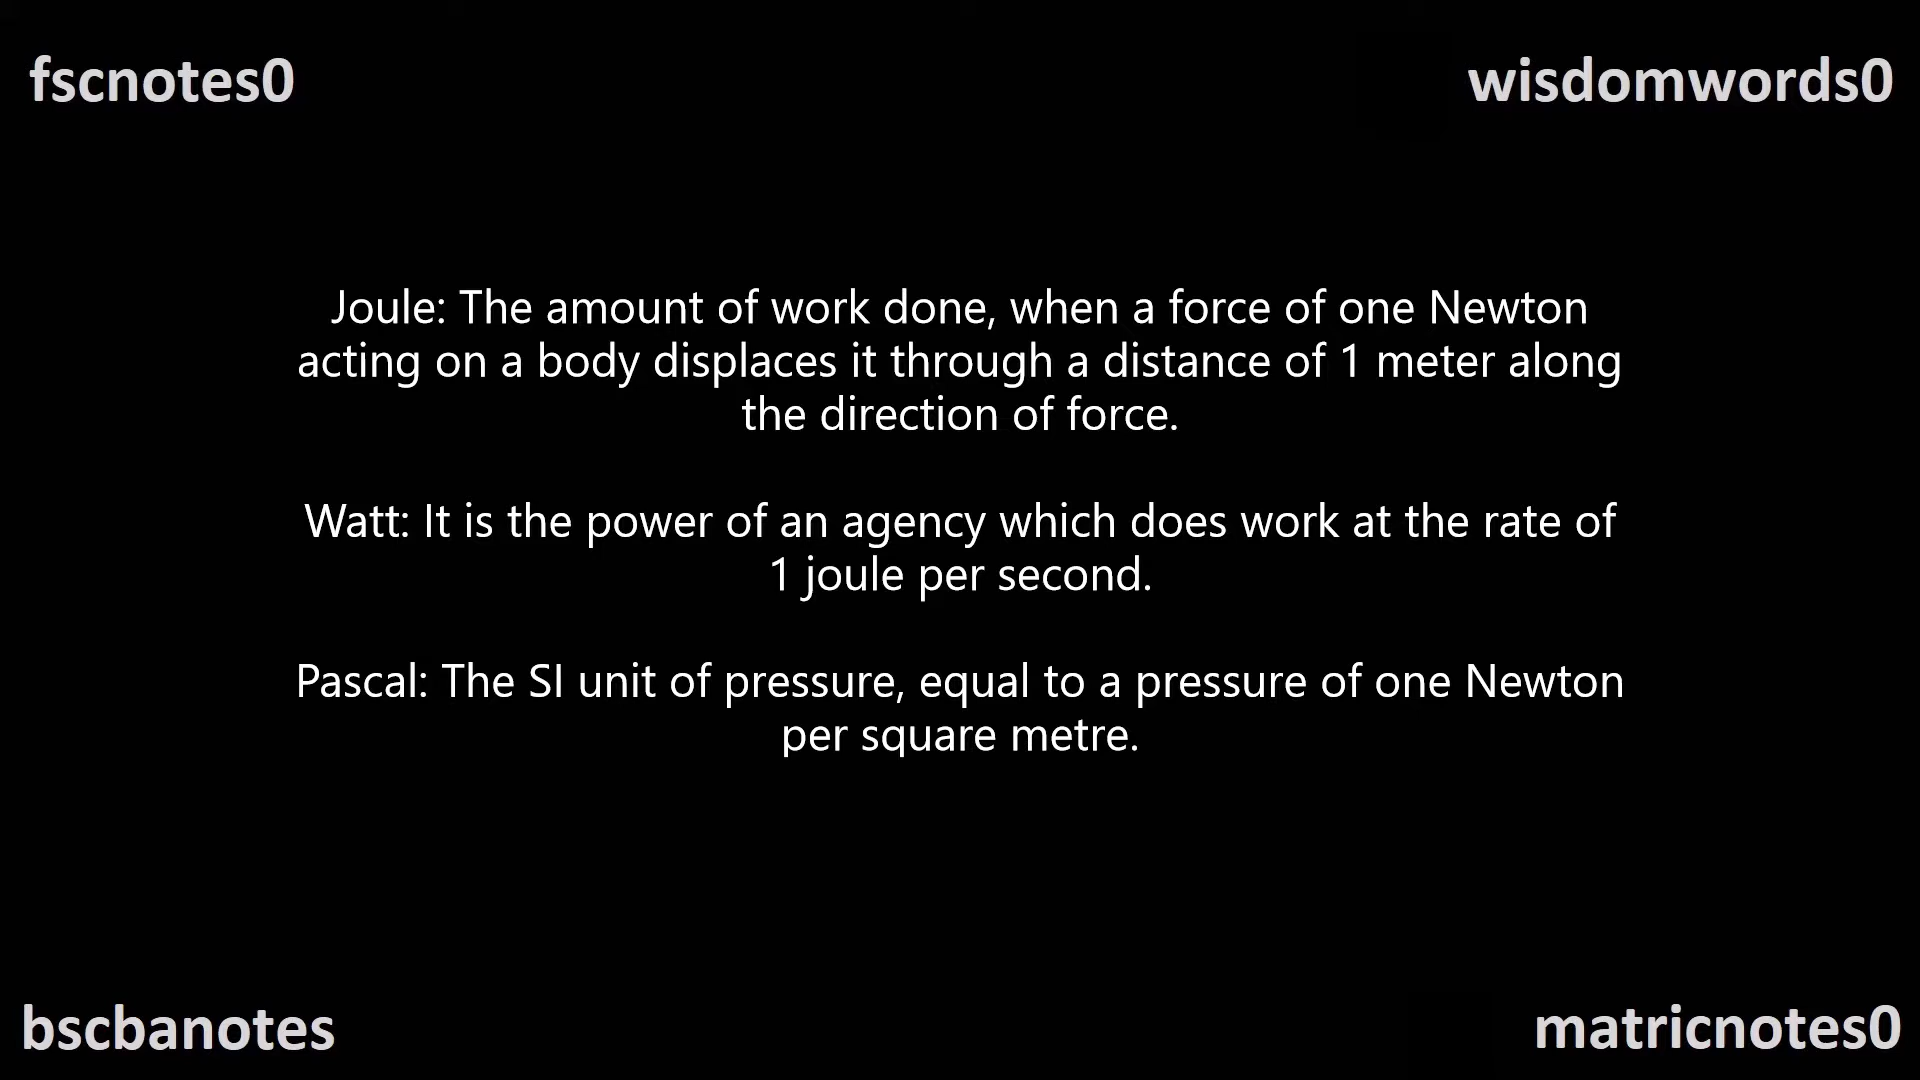 fscnotes0
wisdomwords0
Joule: The amount of work done, when a force of one Newton
acting on a body displaces it through a distance of 1 meter along
the direction of force.
Watt: It is the power of an agency which does work at the rate of
1 joule per second.
Pascal: The SI unit of pressure, equal to a pressure of one Newton
per square metre.
bscbanotes
matricnotes0